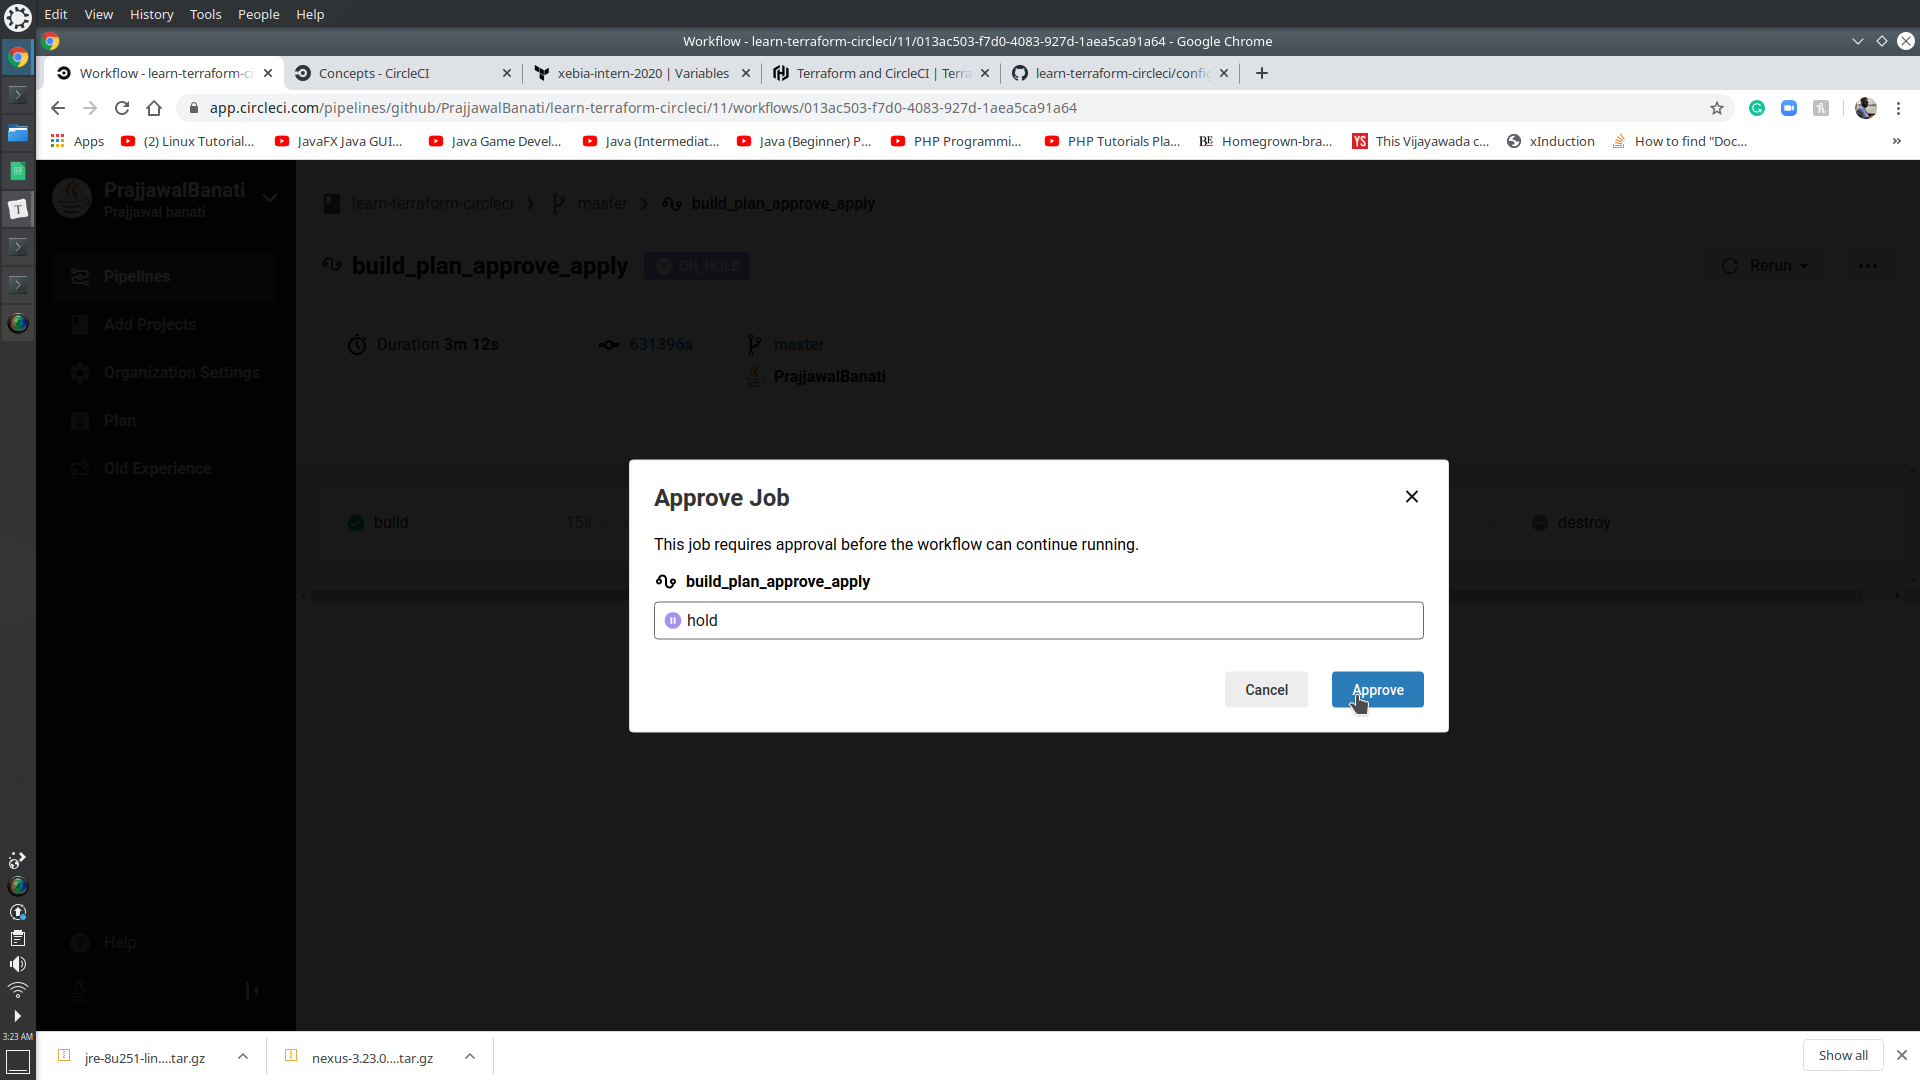 Edit View History Tools People Help
Workflow - learn-terraform-circleci/11/013ac503-f7d0-4083-927d-1aea5ca91a64 - Google Chrome
Workflow - learn-terraform-c Concepts - CircleCI xebia-intern-2020 | Variables Terraform and CircleCI | Terra learn-terraform-circleci/config
app.circleci.com/pipelines/github/PrajjawalBanati/learn-terraform-circleci/11/workflows/013ac503-f7d0-4083-927d-1aea5ca91a64
Apps (2) Linux Tutorial... JavaFX Java GUI... Java Game Devel... Java (Intermediat... Java (Beginner) P... PHP Programmi... PHP Tutorials Pla... BE Homegrown-bra... YS This Vijayawada c... xInduction How to find "Doc... »
PrajjawalBanati
Prajjawal banati
learn-terraform-circleci > master > build_plan_approve_apply
build_plan_approve_apply ON_HOLD Rerun
Pipelines
Add Projects
Organization Settings
Plan
Old Experience
Duration 3m 12s 631396a master
PrajjawalBanati
build 15s destroy
Approve Job
This job requires approval before the workflow can continue running.
build_plan_approve_apply
hold
Cancel Approve
Help
3:23 AM
jre-8u251-lin....tar.gz nexus-3.23.0....tar.gz Show all